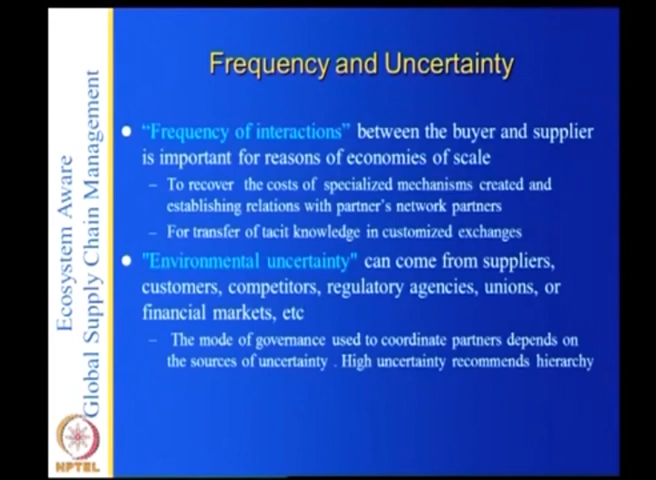 Frequency and Uncertainty
"Frequency of interactions" between the buyer and supplier
is important for reasons of economies of scale
– To recover the costs of specialized mechanisms created and
establishing relations with partner's network partners
– For transfer of tacit knowledge in customized exchanges
"Environmental uncertainty" can come from suppliers,
customers, competitors, regulatory agencies, unions, or
financial markets, etc
– The mode of governance used to coordinate partners depends on
the sources of uncertainty . High uncertainty recommends hierarchy
Ecosystem Aware
Global Supply Chain Management
NPTEL